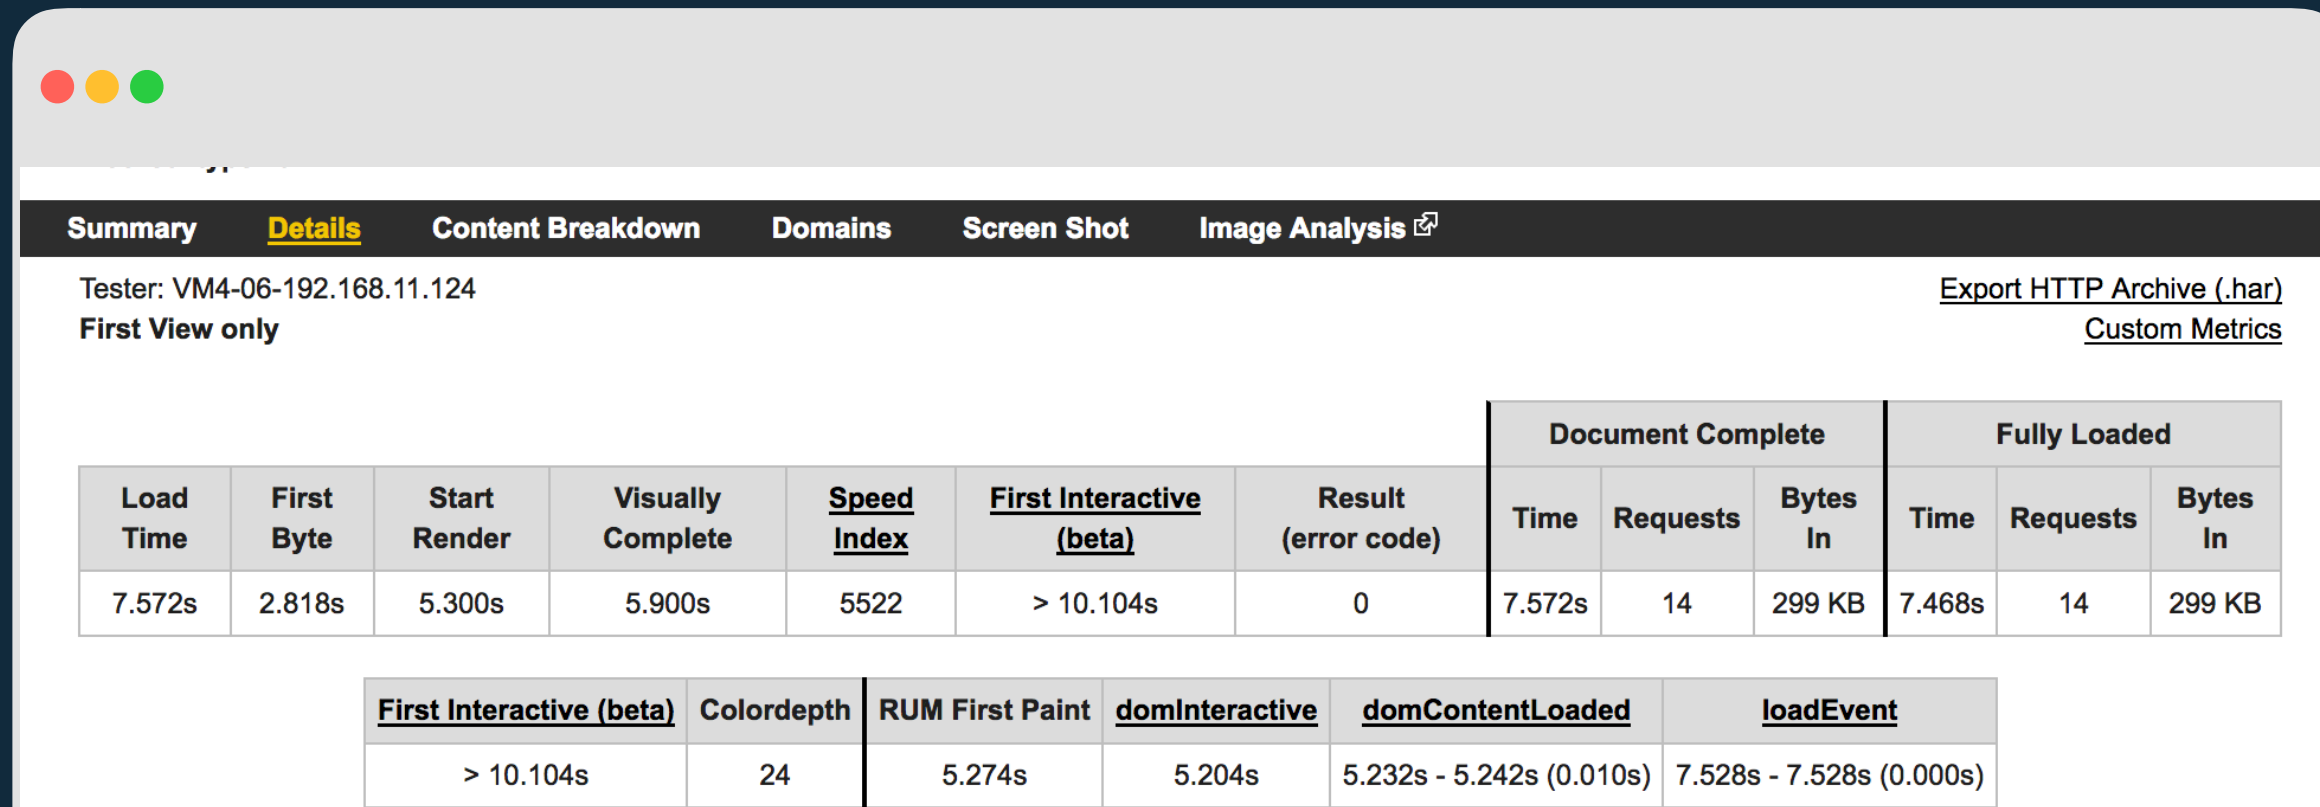 Summary Details Content Breakdown Domains Screen Shot Image Analysis
Tester: VM4-06-192.168.11.124
Export HTTP Archive (.har)
First View only
Custom Metrics
Document Complete Fully Loaded
Load Time First Byte Start Render Visually Complete Speed Index First Interactive (beta) Result (error code) Time Requests Bytes In Time Requests Bytes In
7.572s 2.818s 5.300s 5.900s 5522 > 10.104s 0 7.572s 14 299 KB 7.468s 14 299 KB
First Interactive (beta) Colordepth RUM First Paint domInteractive domContentLoaded loadEvent
> 10.104s 24 5.274s 5.204s 5.232s - 5.242s (0.010s) 7.528s - 7.528s (0.000s)